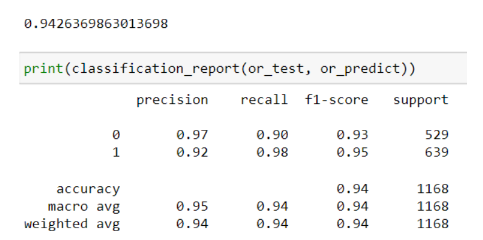 0.9426369863013698
print(classification_report(or_test, or_predict))
precision recall f1-score support
0 0.97 0.90 0.93 529
1 0.92 0.98 0.95 639
accuracy 0.94 1168
macro avg 0.95 0.94 0.94 1168
weighted avg 0.94 0.94 0.94 1168